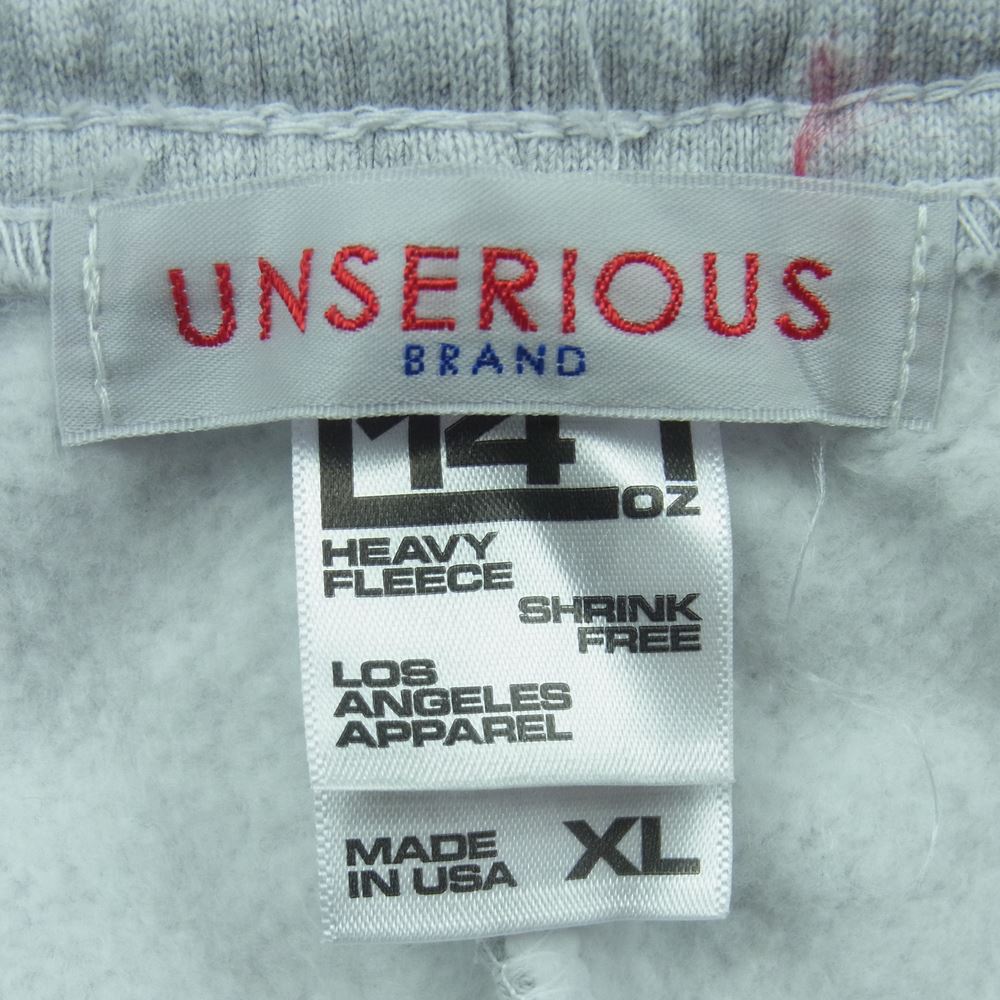 UNSERIOUS
BRAND
14
OZ
HEAVY
FLEECE
SHRINK
FREE
LOS
ANGELES
APPAREL
MADE
IN USA
XL